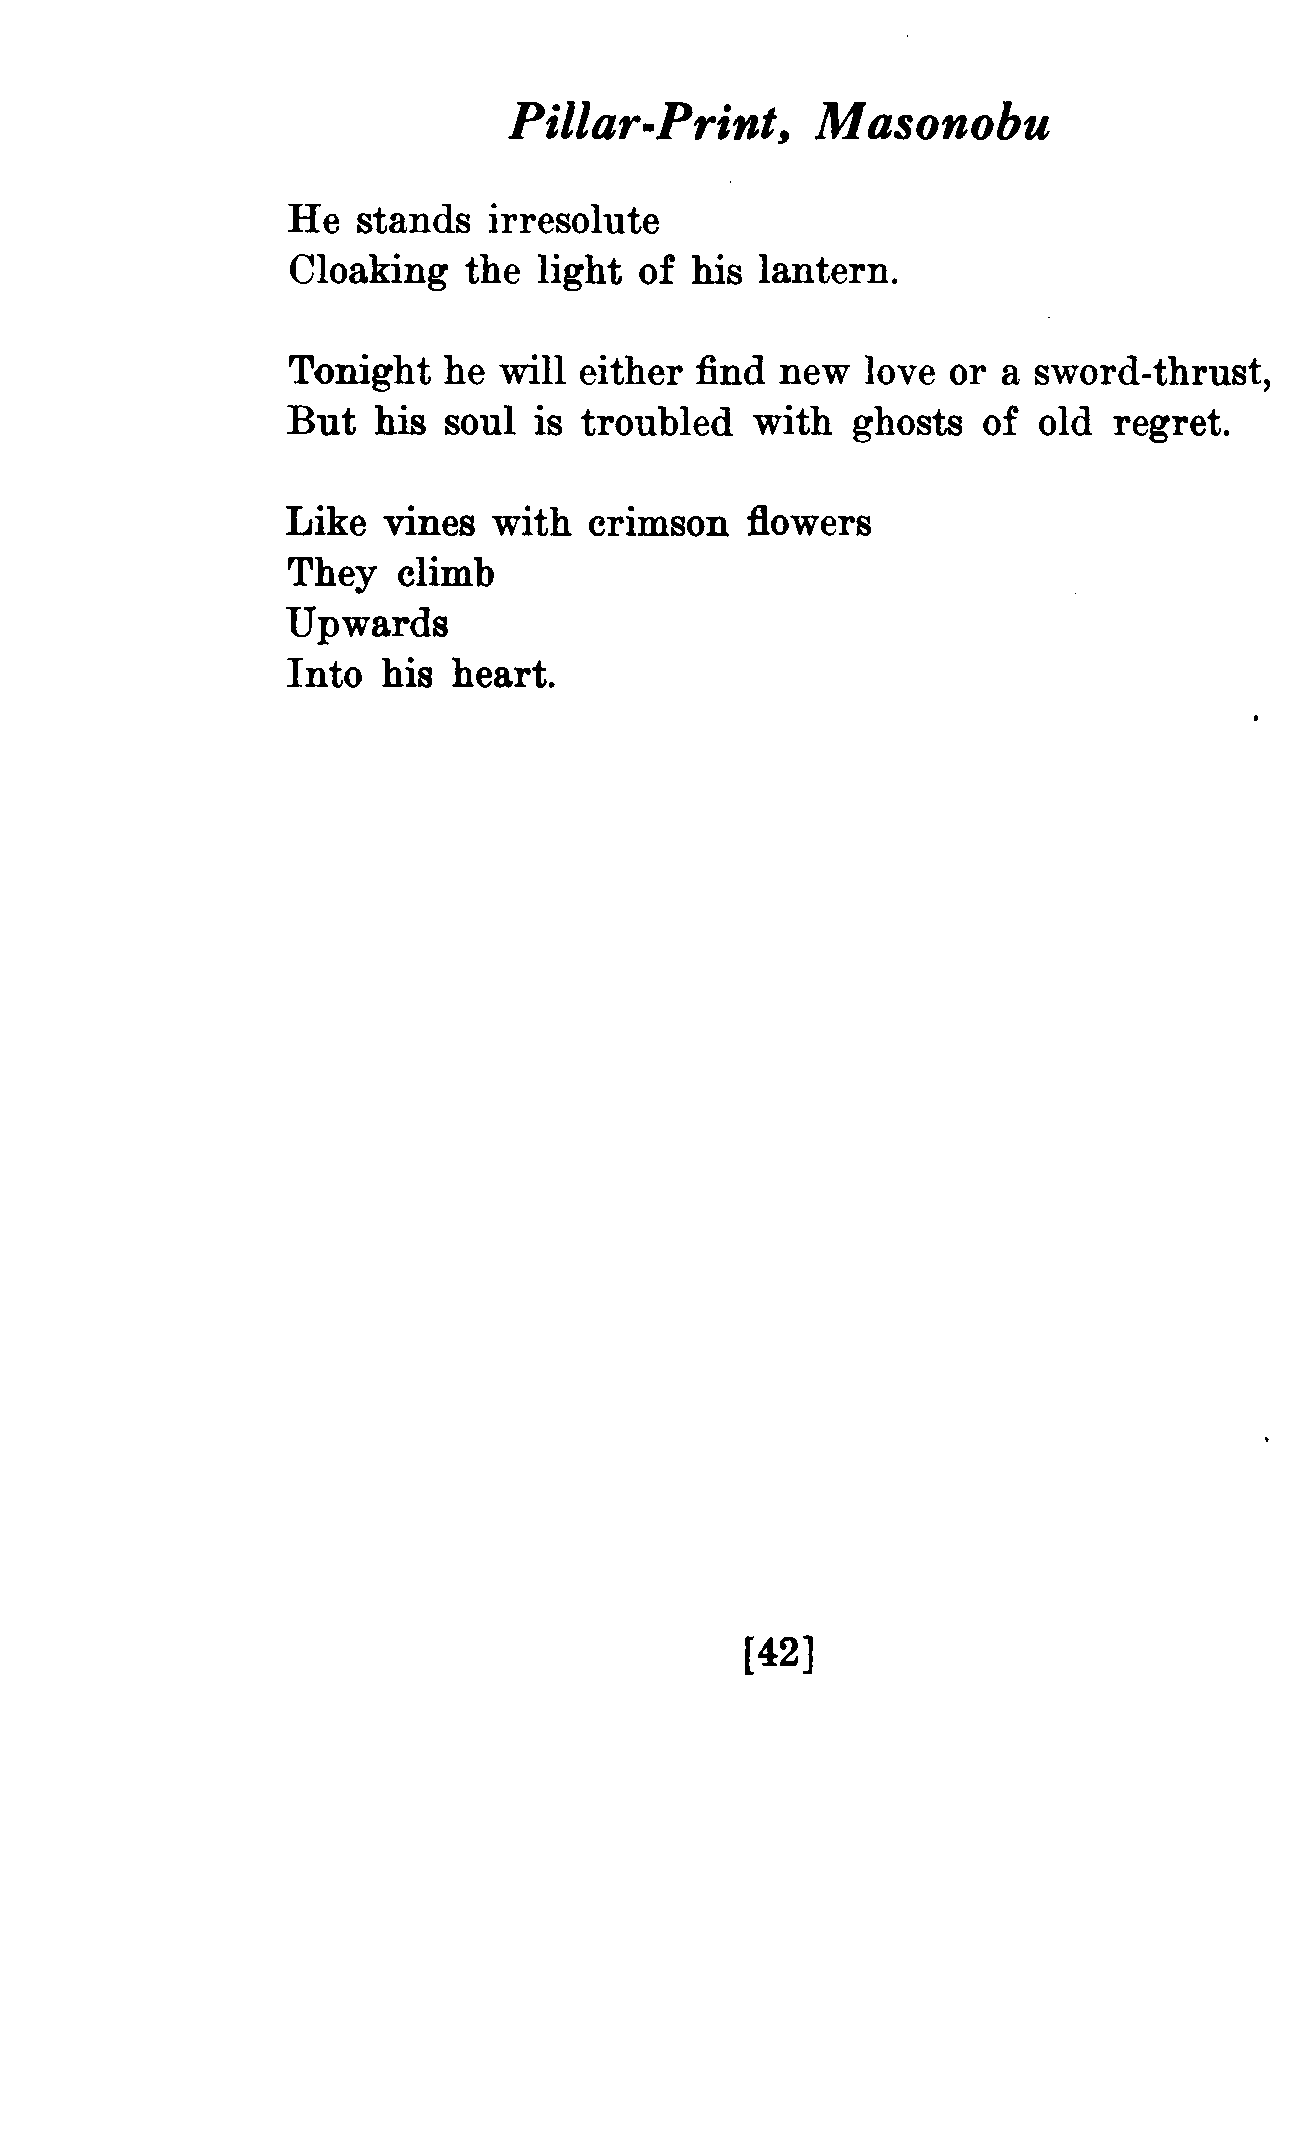 Pillar-Print, Masonobu
He stands irresolute
Cloaking the light of his lantern.
Tonight he will either find new love or a sword-thrust,
But his soul is troubled with ghosts of old regret.
Like vines with crimson flowers
They climb
Upwards
Into his heart.
[42]